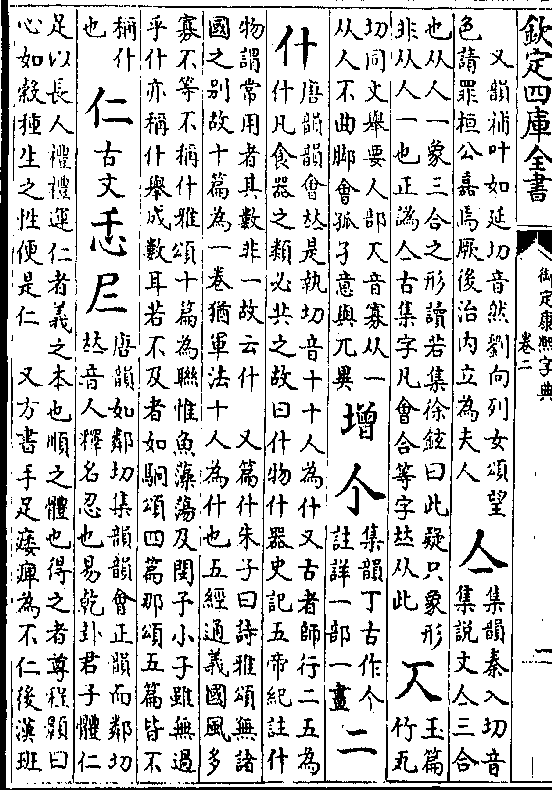 欽定四庫全書
御定康熙字典
卷二
二
又韻補叶如延切音然劉向列女頌望
色請罪桓公嘉焉厥後治內立為夫人
亼
集韻秦入切音
集說文亼三合
也从人一象三合之形讀若集徐鉉曰此疑只象形
非从人一也正譌亼古集字凡會合等字𠀤从此
玉篇
竹瓦
切同文舉要人部音寡从一
从人不曲脚會孤孑意與兀異
增
亇
集韻丁古作亇
註詳一部一畫
二
什
唐韻韻會𠀤是執切音十十人為什又古者師行二五為
什凡食器之類必共之故曰什物什器史記五帝紀註什
物謂常用者其數非一故云什　又篇什朱子曰詩雅頌無諸
國之别故十篇為一卷猶軍法十人為什也五經通義國風多
寡不等不稱什雅頌十篇為聯惟魚藻蕩及閔子小子雖無過
乎什亦稱什舉成數耳若不及者如駉頌四篇那頌五篇皆不
稱什
也
仁
古文
忎𡰥
唐韻如鄰切集韻韻會正韻而鄰切
𠀤音人釋名忍也易乾卦君子體仁
足以長人禮禮運仁者義之本也順之體也得之者尊程顥曰
心如穀種生之性便是仁　又方書手足痿痺為不仁後漢班